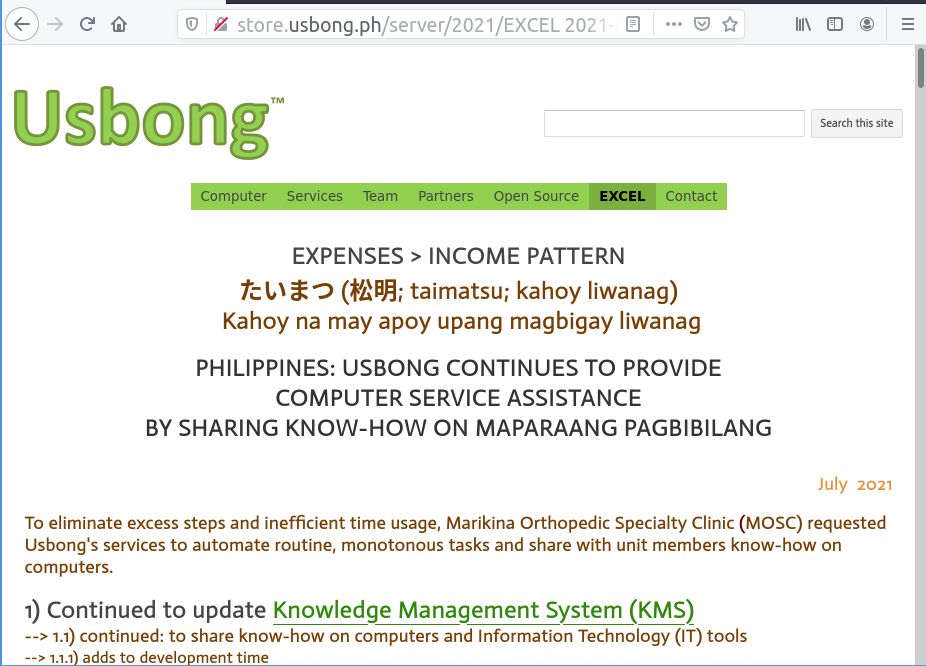 store.usbong.ph/server/2021/EXCEL 2021-
Usbong™
Search this site
Computer Services Team Partners Open Source EXCEL Contact
EXPENSES > INCOME PATTERN
たいまつ (松明; taimatsu; kahoy liwanag)
Kahoy na may apoy upang magbigay liwanag
PHILIPPINES: USBONG CONTINUES TO PROVIDE
COMPUTER SERVICE ASSISTANCE
BY SHARING KNOW-HOW ON MAPARAANG PAGBIBILANG
July 2021
To eliminate excess steps and inefficient time usage, Marikina Orthopedic Specialty Clinic (MOSC) requested
Usbong's services to automate routine, monotonous tasks and share with unit members know-how on
computers.
1) Continued to update Knowledge Management System (KMS)
--> 1.1) continued: to share know-how on computers and Information Technology (IT) tools
--> 1.1.1) adds to development time